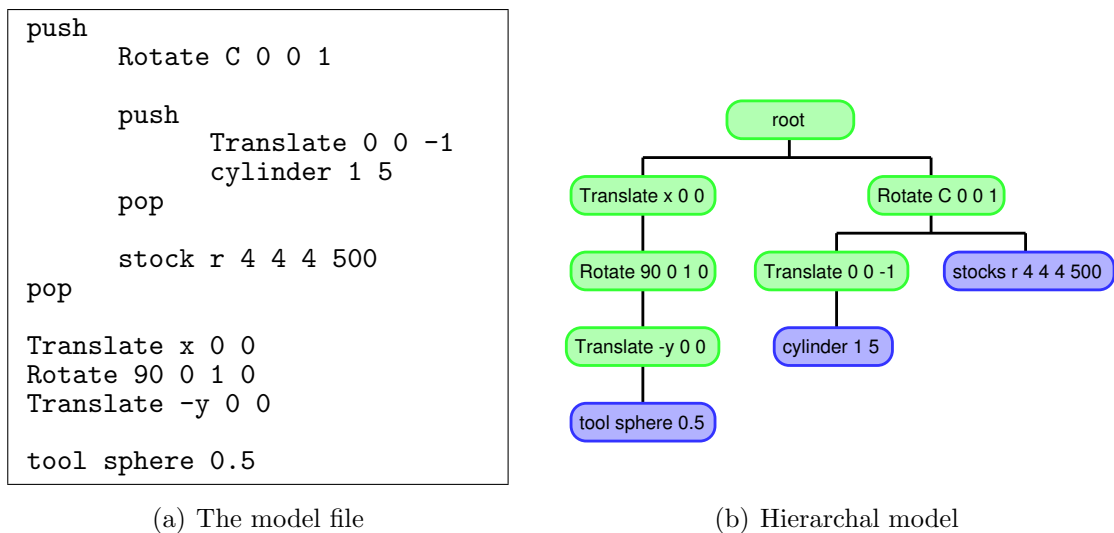 push
Rotate C 0 0 1
push
Translate 0 0 -1
cylinder 1 5
pop
stock r 4 4 4 500
pop
Translate x 0 0
Rotate 90 0 1 0
Translate -y 0 0
tool sphere 0.5
(a) The model file
root
Translate x 0 0
Rotate C 0 0 1
Rotate 90 0 1 0
Translate 0 0 -1
stocks r 4 4 4 500
Translate -y 0 0
cylinder 1 5
tool sphere 0.5
(b) Hierarchal model